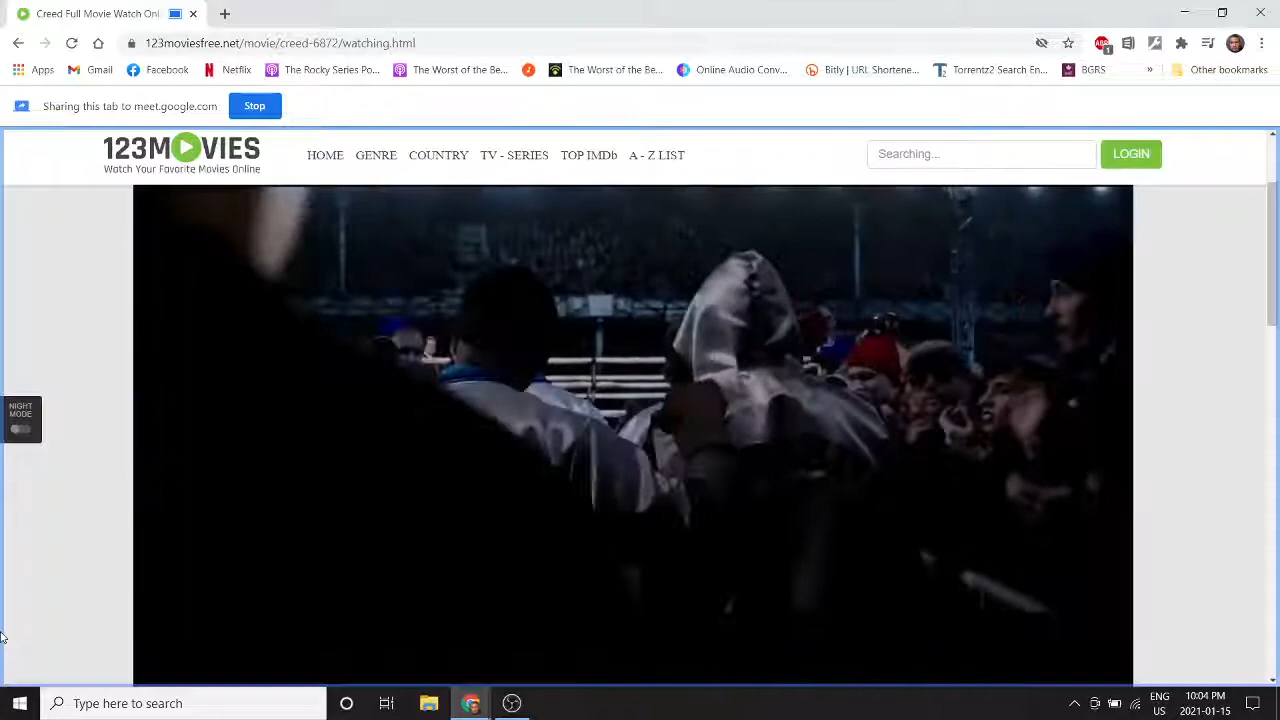 Creed Full Movie Watch Onl
123moviesfree.net/movie/creed-6872/watching.html
ABP
1
Apps
Gmail
Facebook
Netflix
The Rocky Series Po...
The Worst of the Be...
The Worst of the Be...
Online Audio Conv...
Bitly | URL Shortene...
Torrentz2 Search En...
BGRS
»
Other Bookmarks
Sharing this tab to meet.google.com
Stop
123MOVIES
Watch Your Favorite Movies Online
HOME
GENRE
COUNTRY
TV - SERIES
TOP IMDb
A - Z LIST
Searching...
LOGIN
NIGHT
MODE
Type here to search
ENG
US
10:04 PM
2021-01-15